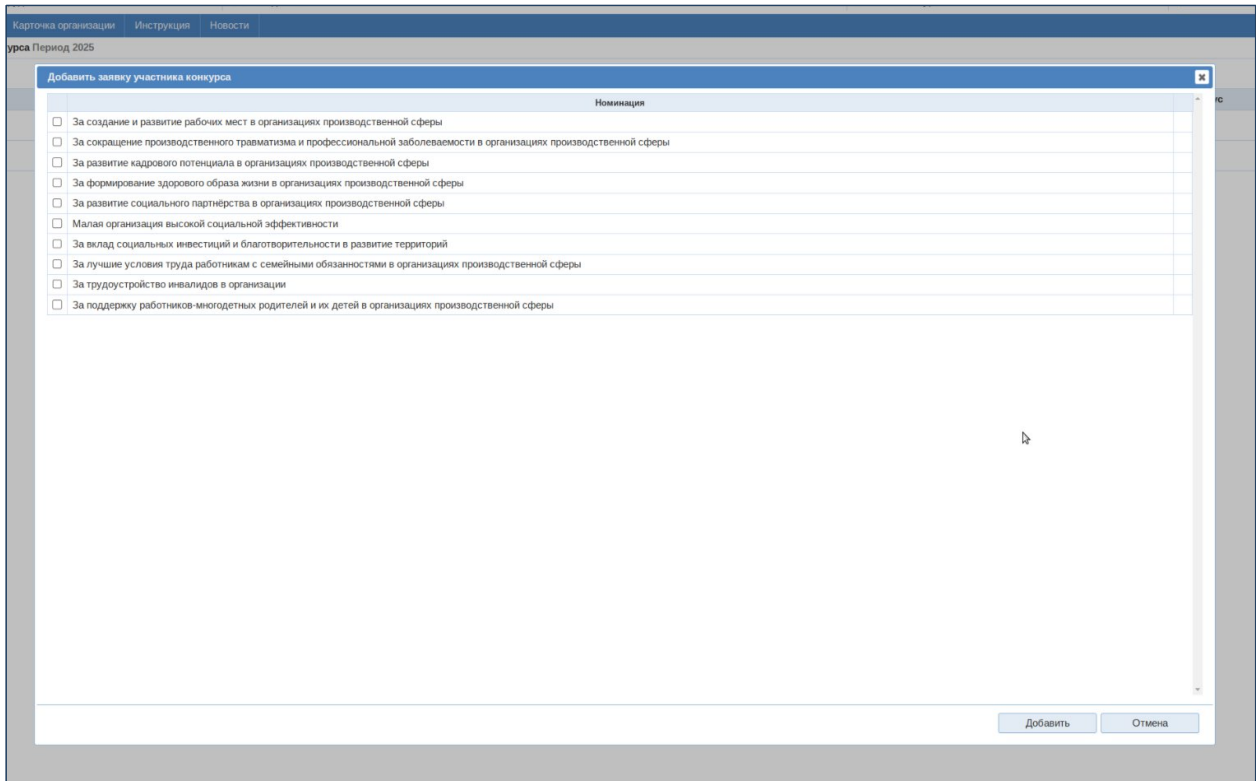 Карточка организации Инструкция Новости
урса Период 2025
Добавить заявку участника конкурса
Номинация
ус
За создание и развитие рабочих мест в организациях производственной сферы
За сокращение производственного травматизма и профессиональной заболеваемости в организациях производственной сферы
За развитие кадрового потенциала в организациях производственной сферы
За формирование здорового образа жизни в организациях производственной сферы
За развитие социального партнёрства в организациях производственной сферы
Малая организация высокой социальной эффективности
За вклад социальных инвестиций и благотворительности в развитие территорий
За лучшие условия труда работникам с семейными обязанностями в организациях производственной сферы
За трудоустройство инвалидов в организации
За поддержку работников-многодетных родителей и их детей в организациях производственной сферы
Добавить Отмена